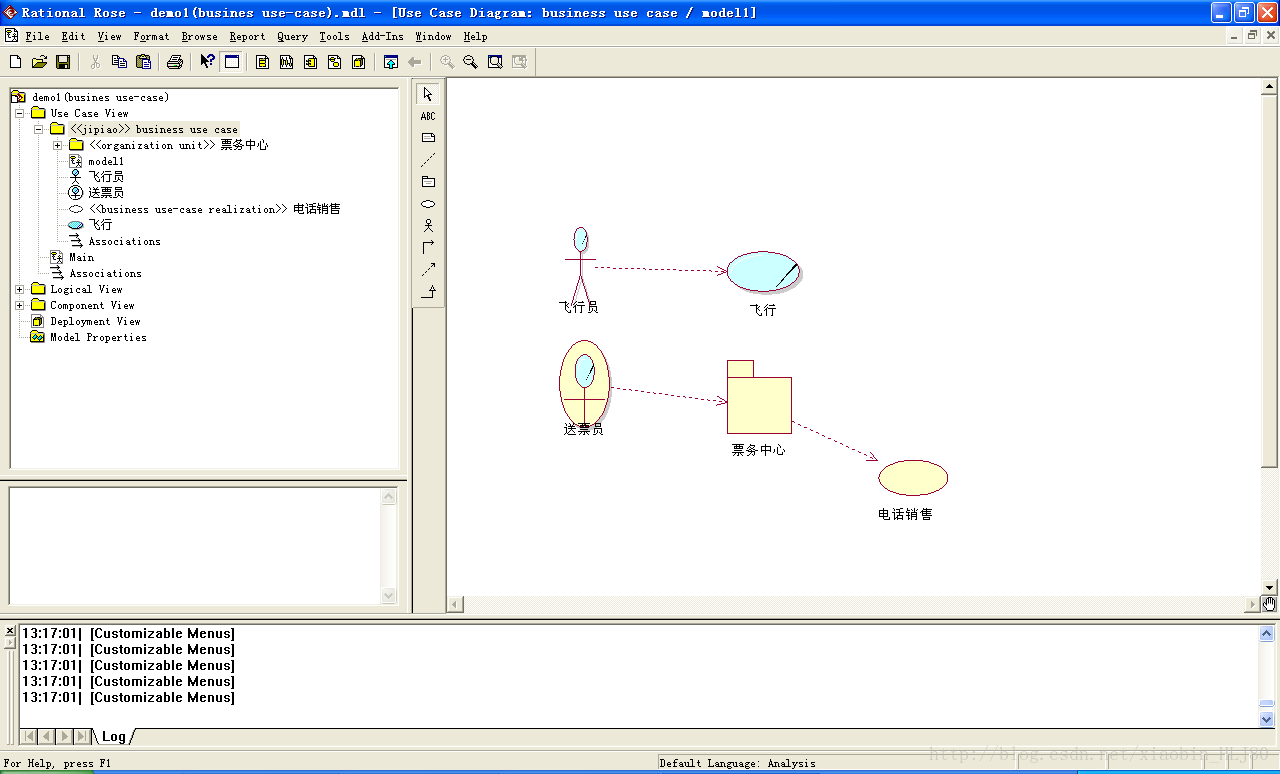 Rational Rose - demo1(busines use-case).mdl - [Use Case Diagram: business use case / model1]
File Edit View Format Browse Report Query Tools Add-Ins Window Help
demo1(busines use-case)
Use Case View
<<jipiao>> business use case
<<organization unit>> 票务中心
model1
飞行员
送票员
<<business use-case realization>> 电话销售
飞行
Associations
Main
Associations
Logical View
Component View
Deployment View
Model Properties
ABC
飞行员
飞行
送票员
票务中心
电话销售
13:17:01| [Customizable Menus]
13:17:01| [Customizable Menus]
13:17:01| [Customizable Menus]
13:17:01| [Customizable Menus]
13:17:01| [Customizable Menus]
Log
For Help, press F1
Default Language: Analysis
http://blog.csdn.net/xiaobin_HLJ80